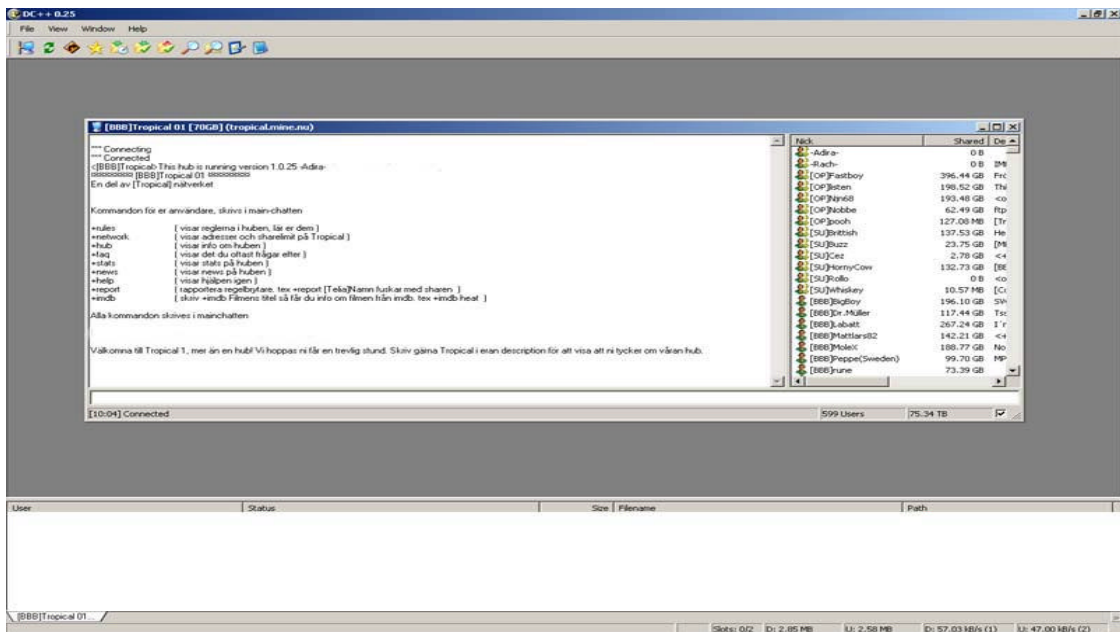 DC++ 0.25
File View Window Help
[BBB]Tropical 01 [70GB] (tropical.mine.nu)
*** Connecting
*** Connected
<[BBB]Tropical> This hub is running version 1.0.25 -Adira-
[BBB]Tropical 01
En del av [Tropical] nätverket
Kommandon för er användare, skrivs i main-chatten
+rules [ visar reglerna i huben, lär er dem ]
+network [ visar adresser och sharelimit på Tropical ]
+hub [ visar info om huben ]
+faq [ visar det du oftast frågar efter ]
+stats [ visar stats på huben ]
+news [ visar news på huben ]
+help [ visar hjälpen igen ]
+report [ rapportera regelbrytare, tex +report [Telia]Namn fuskar med sharen ]
+imdb [ skriv +imdb Filmens titel så får du info om filmen från imdb. tex +imdb heat ]
Alla kommandon skrives i mainchatten
Välkomna till Tropical 1, mer än en hub! Vi hoppas ni får en trevlig stund. Skriv gärna Tropical i eran description för att visa att ni tycker om våran hub.
Nick Shared De
-Adira- 0 B
-Rach- 0 B IM
[OP]Fastboy 396.44 GB Frc
[OP]listen 198.52 GB Thi
[OP]Njn68 193.48 GB <o
[OP]Nobbe 62.49 GB ftp
[OP]pooh 127.08 MB [Tr
[SU]Brittish 137.53 GB He
[SU]Buzz 23.75 GB [M
[SU]Cez 2.78 GB <+
[SU]HornyCow 132.73 GB [BE
[SU]Rollo 0 B <o
[SU]Whiskey 10.57 MB [C
[BBB]BigBoy 196.10 GB SV
[BBB]Dr.Müller 117.44 GB Tsc
[BBB]Labatt 267.24 GB I'r
[BBB]Mattlars82 142.21 GB <+
[BBB]MoleX 188.77 GB No
[BBB]Peppe(Sweden) 99.70 GB MP
[BBB]rune 73.39 GB
[10:04] Connected 599 Users 75.34 TB
User Status Size Filename Path
[BBB]Tropical 01...
Slots: 0/2 D: 2.85 MB U: 2.58 MB D: 57.03 kB/s (1) U: 47.00 kB/s (2)